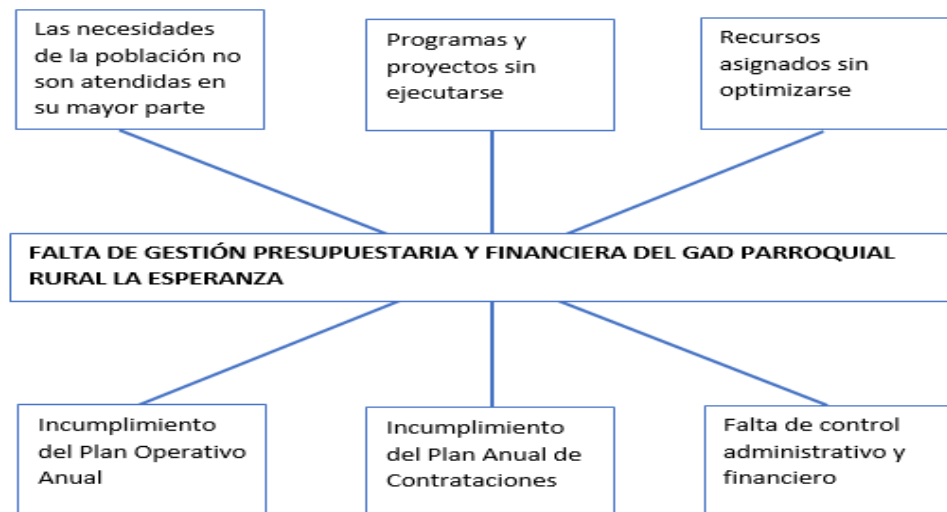 Las necesidades
de la población no
son atendidas en
su mayor parte
Programas y
proyectos sin
ejecutarse
Recursos
asignados sin
optimizarse
FALTA DE GESTIÓN PRESUPUESTARIA Y FINANCIERA DEL GAD PARROQUIAL
RURAL LA ESPERANZA
Incumplimiento
del Plan Operativo
Anual
Incumplimiento
del Plan Anual de
Contrataciones
Falta de control
administrativo y
financiero